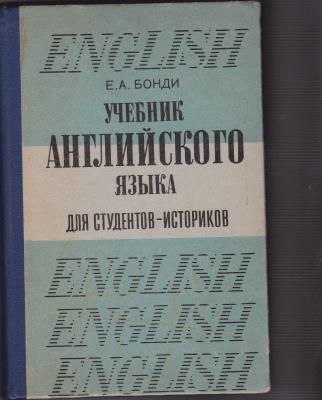 ENGLISH
Е.А. БОНДИ
УЧЕБНИК
АНГЛИЙСКОГО
ЯЗЫКА
ДЛЯ СТУДЕНТОВ-ИСТОРИКОВ
ENGLISH
ENGLISH
ENGLISH